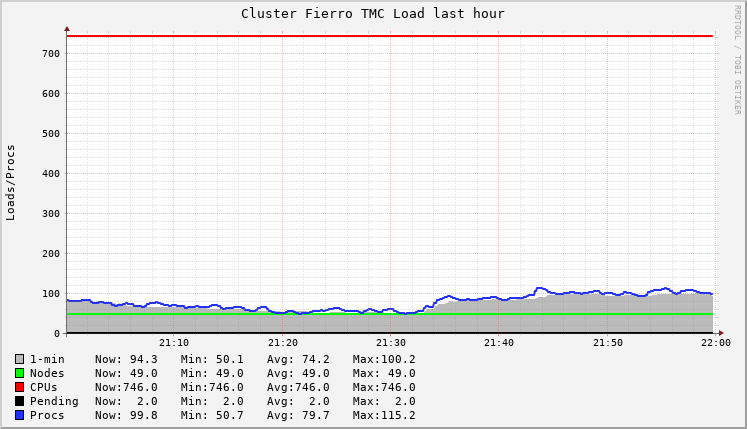 Cluster Fierro TMC Load last hour
RRDTOOL / TOBI OETIKER
Loads/Procs
700
600
500
400
300
200
100
0
21:10 21:20 21:30 21:40 21:50 22:00
1-min Now: 94.3 Min: 50.1 Avg: 74.2 Max:100.2
Nodes Now: 49.0 Min: 49.0 Avg: 49.0 Max: 49.0
CPUs Now:746.0 Min:746.0 Avg:746.0 Max:746.0
Pending Now: 2.0 Min: 2.0 Avg: 2.0 Max: 2.0
Procs Now: 99.8 Min: 50.7 Avg: 79.7 Max:115.2